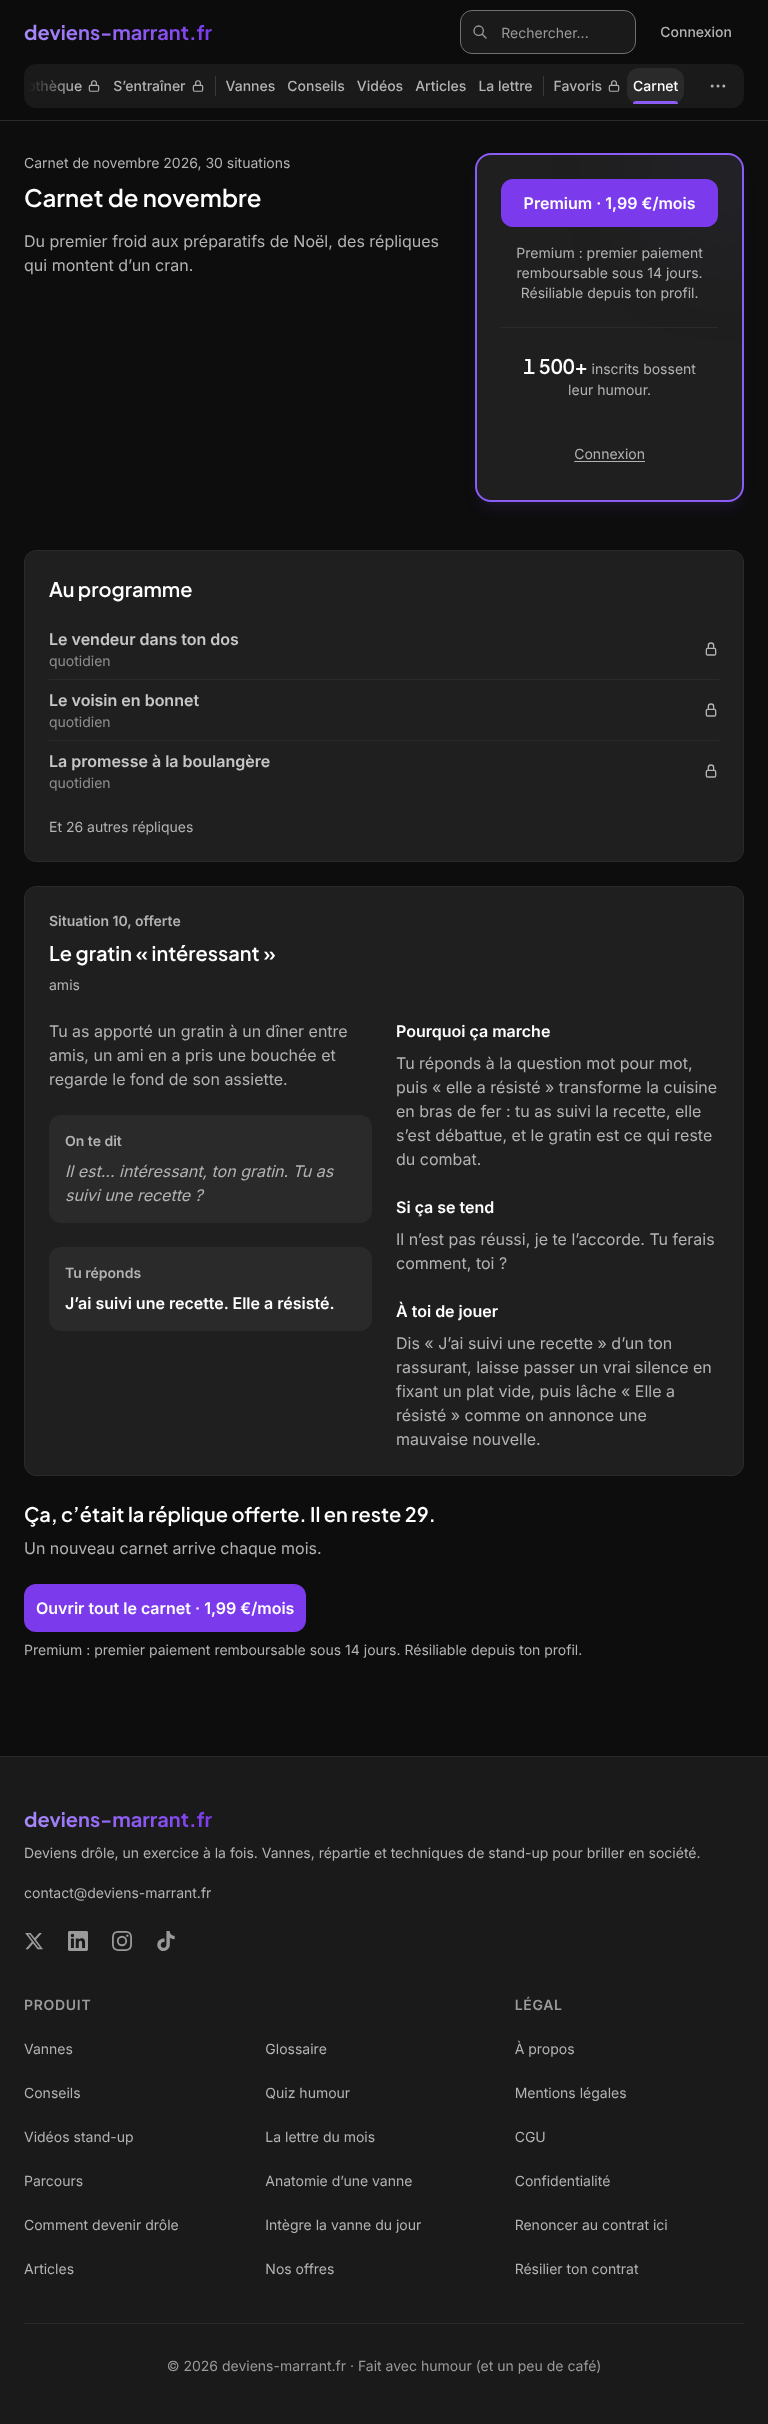 deviens-marrant.fr
Rechercher...
Connexion
othèque
S’entraîner
Vannes
Conseils
Vidéos
Articles
La lettre
Favoris
Carnet
Carnet de novembre 2026, 30 situations
Carnet de novembre
Du premier froid aux préparatifs de Noël, des répliques
qui montent d’un cran.
Premium · 1,99 €/mois
Premium : premier paiement
remboursable sous 14 jours.
Résiliable depuis ton profil.
1 500+ inscrits bossent
leur humour.
Connexion
Au programme
Le vendeur dans ton dos
quotidien
Le voisin en bonnet
quotidien
La promesse à la boulangère
quotidien
Et 26 autres répliques
Situation 10, offerte
Le gratin « intéressant »
amis
Tu as apporté un gratin à un dîner entre
amis, un ami en a pris une bouchée et
regarde le fond de son assiette.
On te dit
Il est… intéressant, ton gratin. Tu as
suivi une recette ?
Tu réponds
J’ai suivi une recette. Elle a résisté.
Pourquoi ça marche
Tu réponds à la question mot pour mot,
puis « elle a résisté » transforme la cuisine
en bras de fer : tu as suivi la recette, elle
s’est débattue, et le gratin est ce qui reste
du combat.
Si ça se tend
Il n’est pas réussi, je te l’accorde. Tu ferais
comment, toi ?
À toi de jouer
Dis « J’ai suivi une recette » d’un ton
rassurant, laisse passer un vrai silence en
fixant un plat vide, puis lâche « Elle a
résisté » comme on annonce une
mauvaise nouvelle.
Ça, c’était la réplique offerte. Il en reste 29.
Un nouveau carnet arrive chaque mois.
Ouvrir tout le carnet · 1,99 €/mois
Premium : premier paiement remboursable sous 14 jours. Résiliable depuis ton profil.
deviens-marrant.fr
Deviens drôle, un exercice à la fois. Vannes, répartie et techniques de stand-up pour briller en société.
contact@deviens-marrant.fr
PRODUIT
Vannes
Conseils
Vidéos stand-up
Parcours
Comment devenir drôle
Articles
Glossaire
Quiz humour
La lettre du mois
Anatomie d’une vanne
Intègre la vanne du jour
Nos offres
LÉGAL
À propos
Mentions légales
CGU
Confidentialité
Renoncer au contrat ici
Résilier ton contrat
© 2026 deviens-marrant.fr · Fait avec humour (et un peu de café)